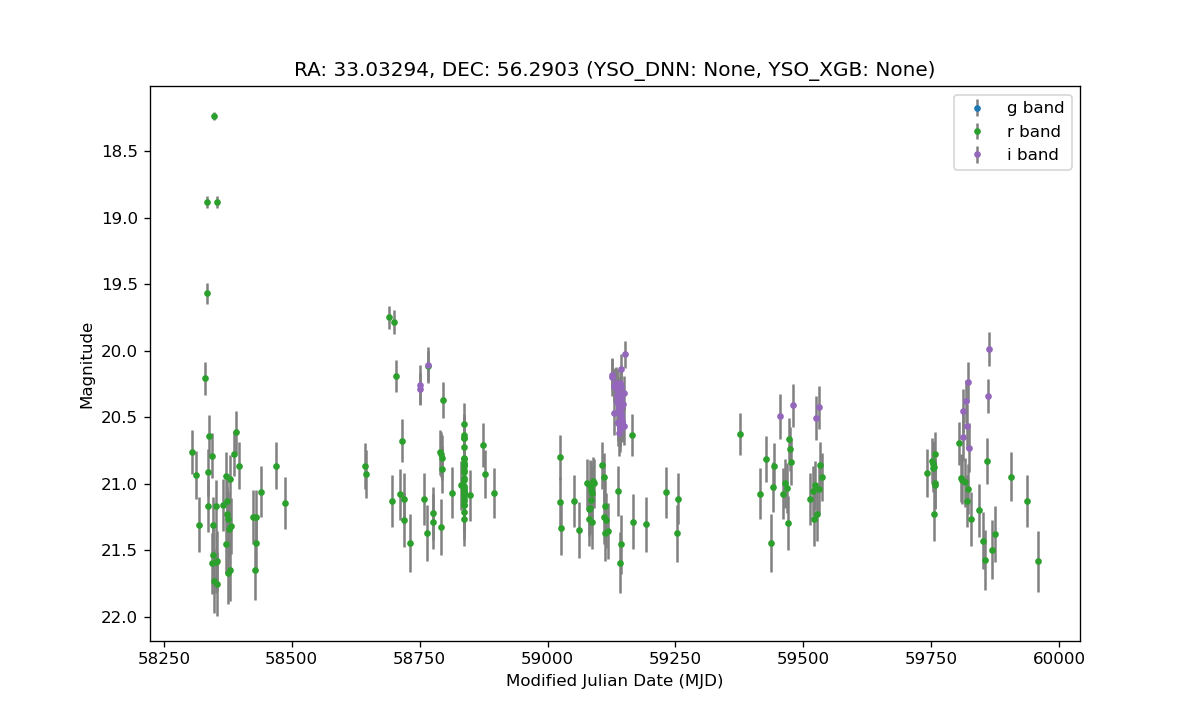 RA: 33.03294, DEC: 56.2903 (YSO_DNN: None, YSO_XGB: None)
g band
r band
i band
18.5
19.0
19.5
20.0
20.5
21.0
21.5
22.0
Magnitude
58250 58500 58750 59000 59250 59500 59750 60000
Modified Julian Date (MJD)